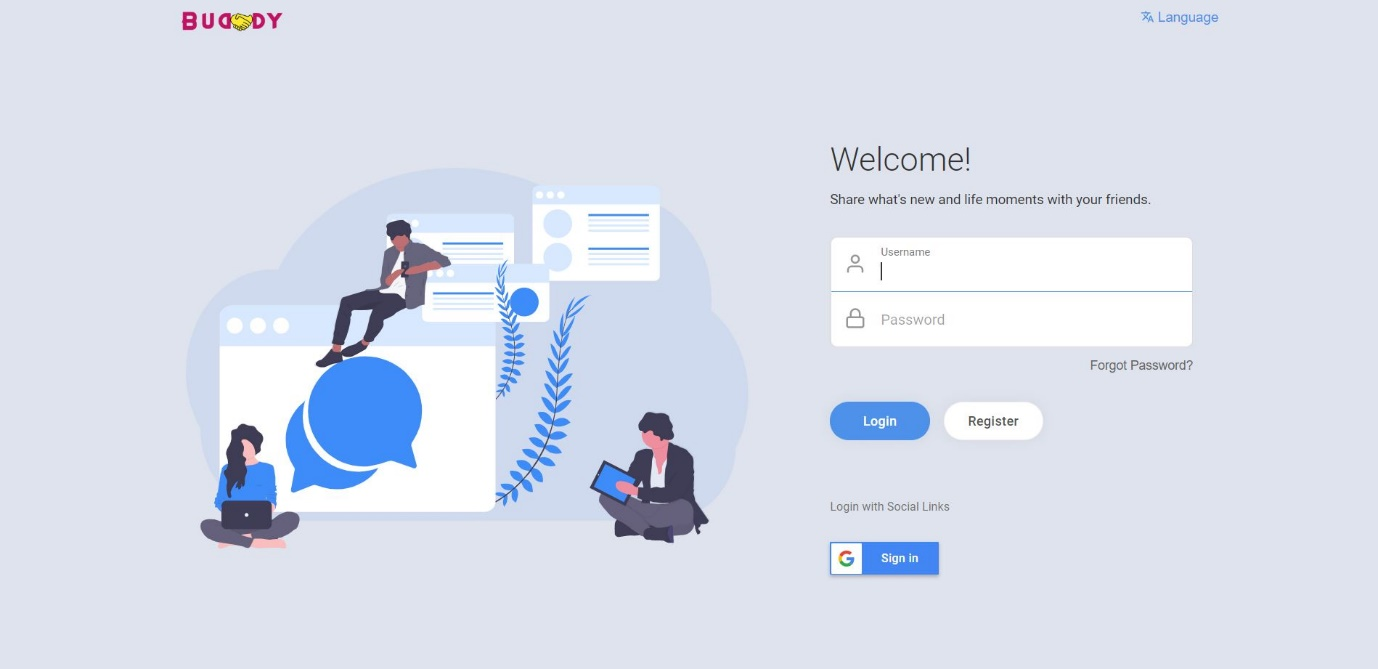 BUDDY
Language
Welcome!
Share what's new and life moments with your friends.
Username
Password
Forgot Password?
Login
Register
Login with Social Links
G
Sign in